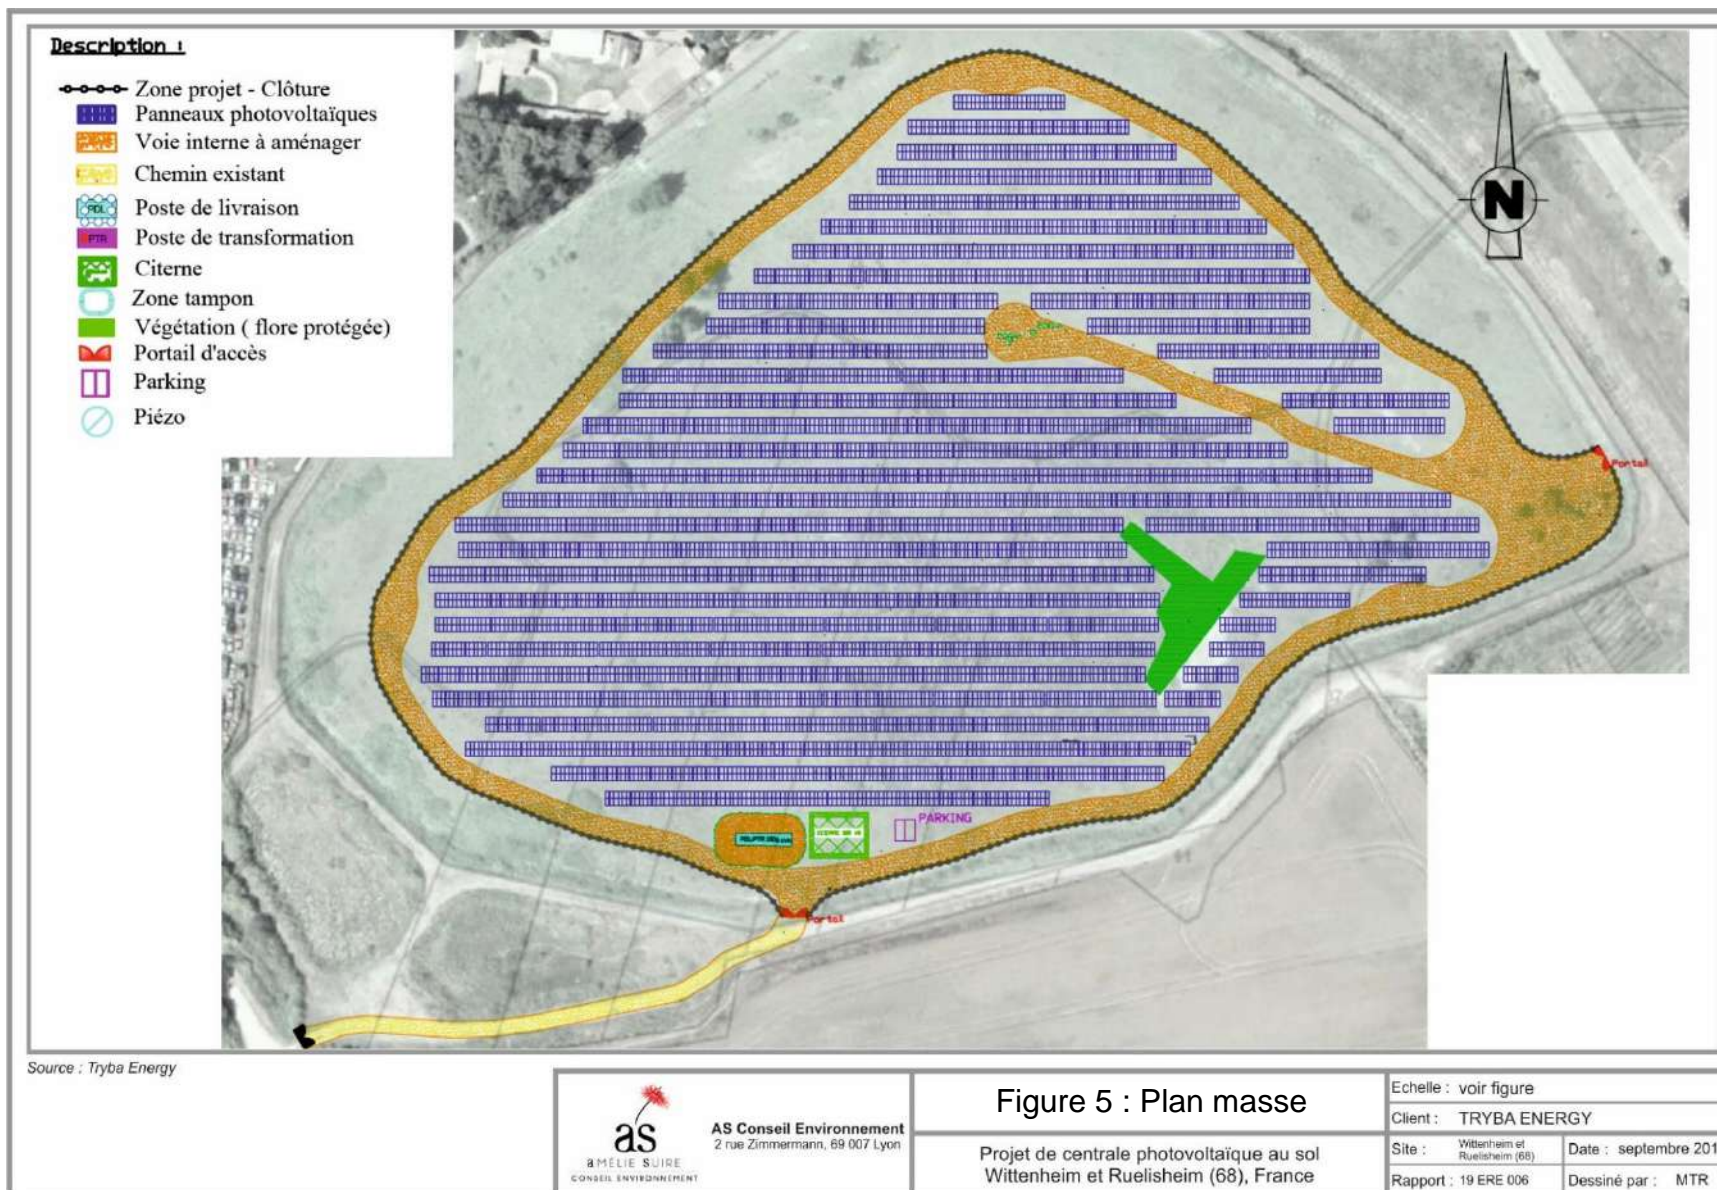 Description :
Zone projet - Clôture
Panneaux photovoltaïques
Voie interne à aménager
Chemin existant
PDL
Poste de livraison
PTR
Poste de transformation
Citerne
Zone tampon
Végétation ( flore protégée)
Portail d'accès
Parking
Piézo
N
Portail
PARKING
Portail
Source : Tryba Energy
as
aMÉLIE SUIRE
CONSEIL ENVIRONNEMENT
AS Conseil Environnement
2 rue Zimmermann, 69 007 Lyon
Figure 5 : Plan masse
Projet de centrale photovoltaïque au sol
Wittenheim et Ruelisheim (68), France
Echelle : voir figure
Client : TRYBA ENERGY
Site : Wittenheim et Ruelisheim (68)
Date : septembre 201
Rapport : 19 ERE 006
Dessiné par : MTR